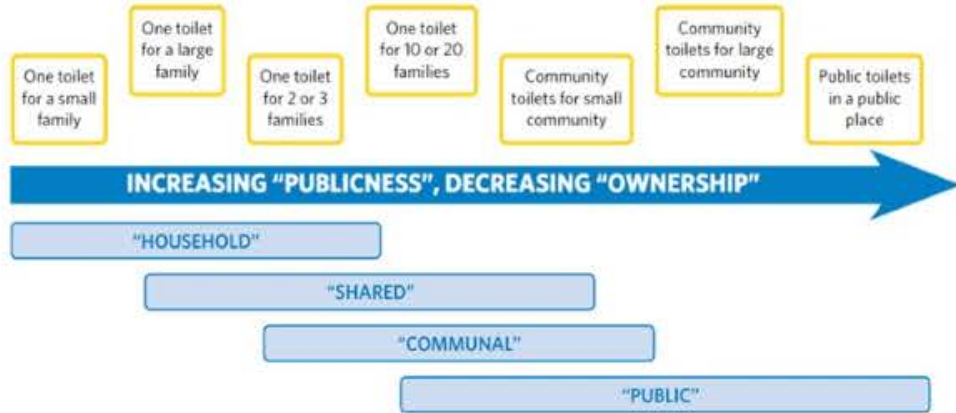 One toilet
for a small
family
One toilet
for a large
family
One toilet
for 2 or 3
families
One toilet
for 10 or 20
families
Community
toilets for small
community
Community
toilets for large
community
Public toilets
in a public
place
INCREASING “PUBLICNESS”, DECREASING “OWNERSHIP”
“HOUSEHOLD”
“SHARED”
“COMMUNAL”
“PUBLIC”